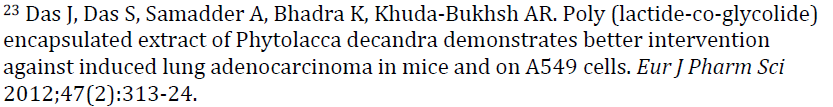 23 Das J, Das S, Samadder A, Bhadra K, Khuda-Bukhsh AR. Poly (lactide-co-glycolide)
encapsulated extract of Phytolacca decandra demonstrates better intervention
against induced lung adenocarcinoma in mice and on A549 cells. Eur J Pharm Sci
2012;47(2):313-24.